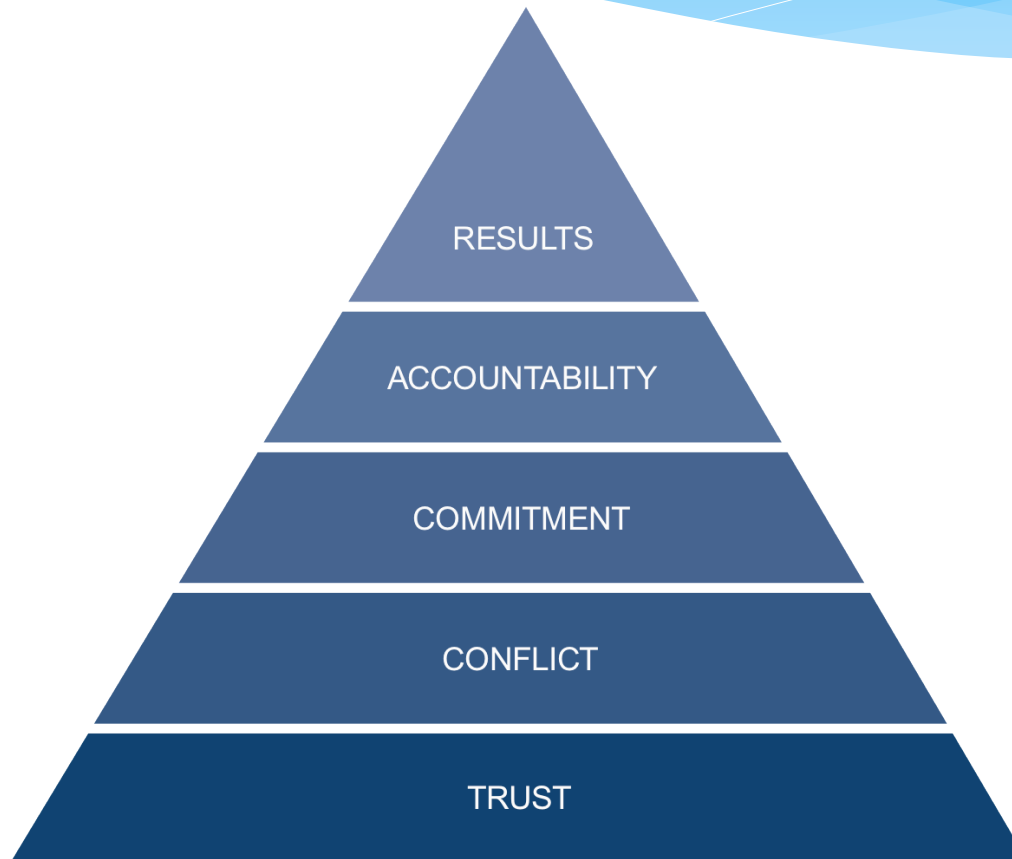 RESULTS
ACCOUNTABILITY
COMMITMENT
CONFLICT
TRUST